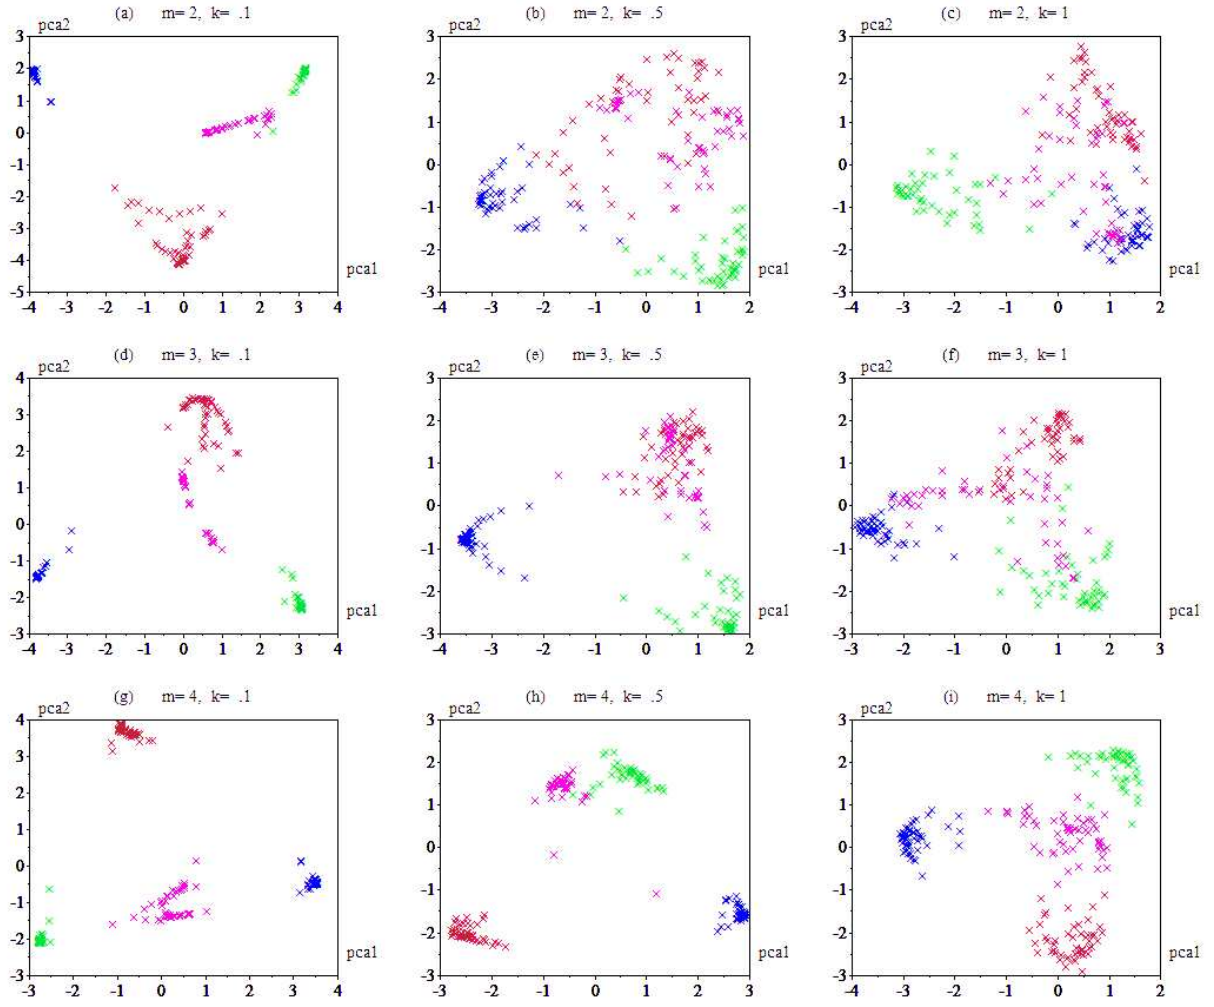 (a) m= 2, k= .1
pca2
3
2
1
0
-1
-2
-3
-4
-5
pca1
-4 -3 -2 -1 0 1 2 3 4
(b) m= 2, k= .5
pca2
3
2
1
0
-1
-2
-3
pca1
-4 -3 -2 -1 0 1 2
(c) m= 2, k= 1
pca2
3
2
1
0
-1
-2
-3
pca1
-4 -3 -2 -1 0 1 2
(d) m= 3, k= .1
pca2
4
3
2
1
0
-1
-2
-3
pca1
-4 -3 -2 -1 0 1 2 3 4
(e) m= 3, k= .5
pca2
3
2
1
0
-1
-2
-3
pca1
-4 -3 -2 -1 0 1 2 3
(f) m= 3, k= 1
pca2
3
2
1
0
-1
-2
-3
pca1
-4 -3 -2 -1 0 1 2 3
(g) m= 4, k= .1
pca2
4
3
2
1
0
-1
-2
-3
pca1
-3 -2 -1 0 1 2 3 4
(h) m= 4, k= .5
pca2
3
2
1
0
-1
-2
-3
pca1
-3 -2 -1 0 1 2 3
(i) m= 4, k= 1
pca2
3
2
1
0
-1
-2
-3
pca1
-4 -3 -2 -1 0 1 2